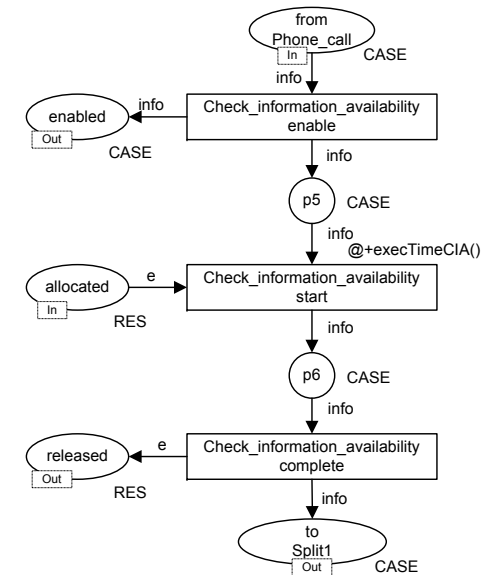 from
Phone_call
In
CASE
info
info
Check_information_availability
enable
enabled
Out
CASE
info
p5
CASE
info
@+execTimeCIA()
allocated
In
RES
e
Check_information_availability
start
info
p6
CASE
info
released
Out
RES
e
Check_information_availability
complete
info
to
Split1
Out
CASE